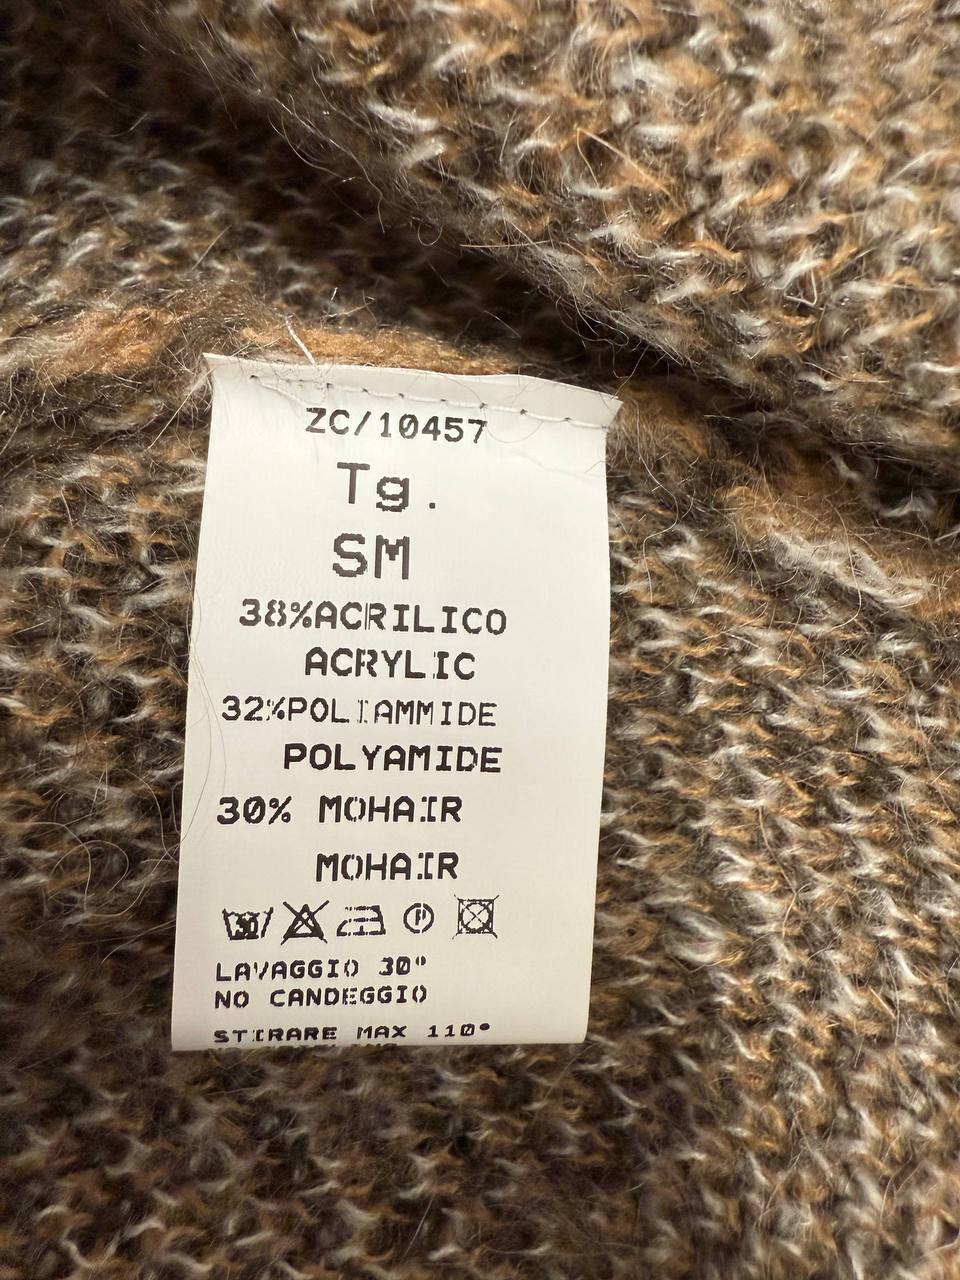 ZC/10457
Tg.
SM
38%ACRILICO
ACRYLIC
32%POLIAMMIDE
POLYAMIDE
30% MOHAIR
MOHAIR
30 P
LAVAGGIO 30°
NO CANDEGGIO
STIRARE MAX 110°